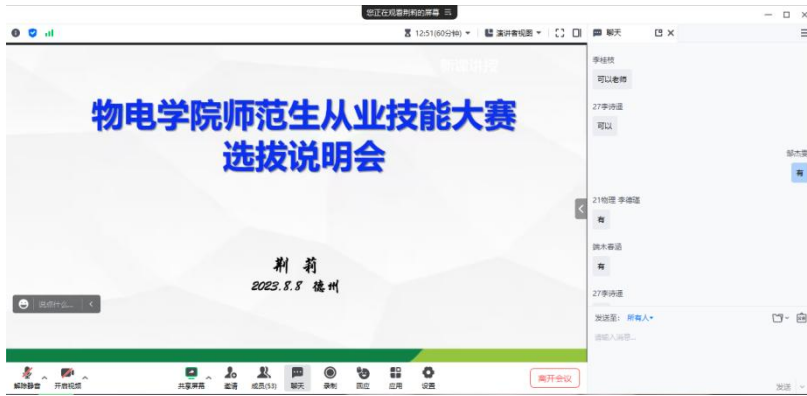 您正在观看荆莉的屏幕
12:51(60分钟)
演讲者视图
聊天
物电学院师范生从业技能大赛
选拔说明会
荆 莉
2023.8.8 德州
说点什么...
李桂桢
可以老师
27李诗遥
可以
有
21物理 李德瑾
有
端木春涵
有
27李诗遥
发送至: 所有人
请输入消息...
发送
解除静音
开启视频
共享屏幕
邀请
成员(53)
聊天
录制
回应
应用
设置
离开会议